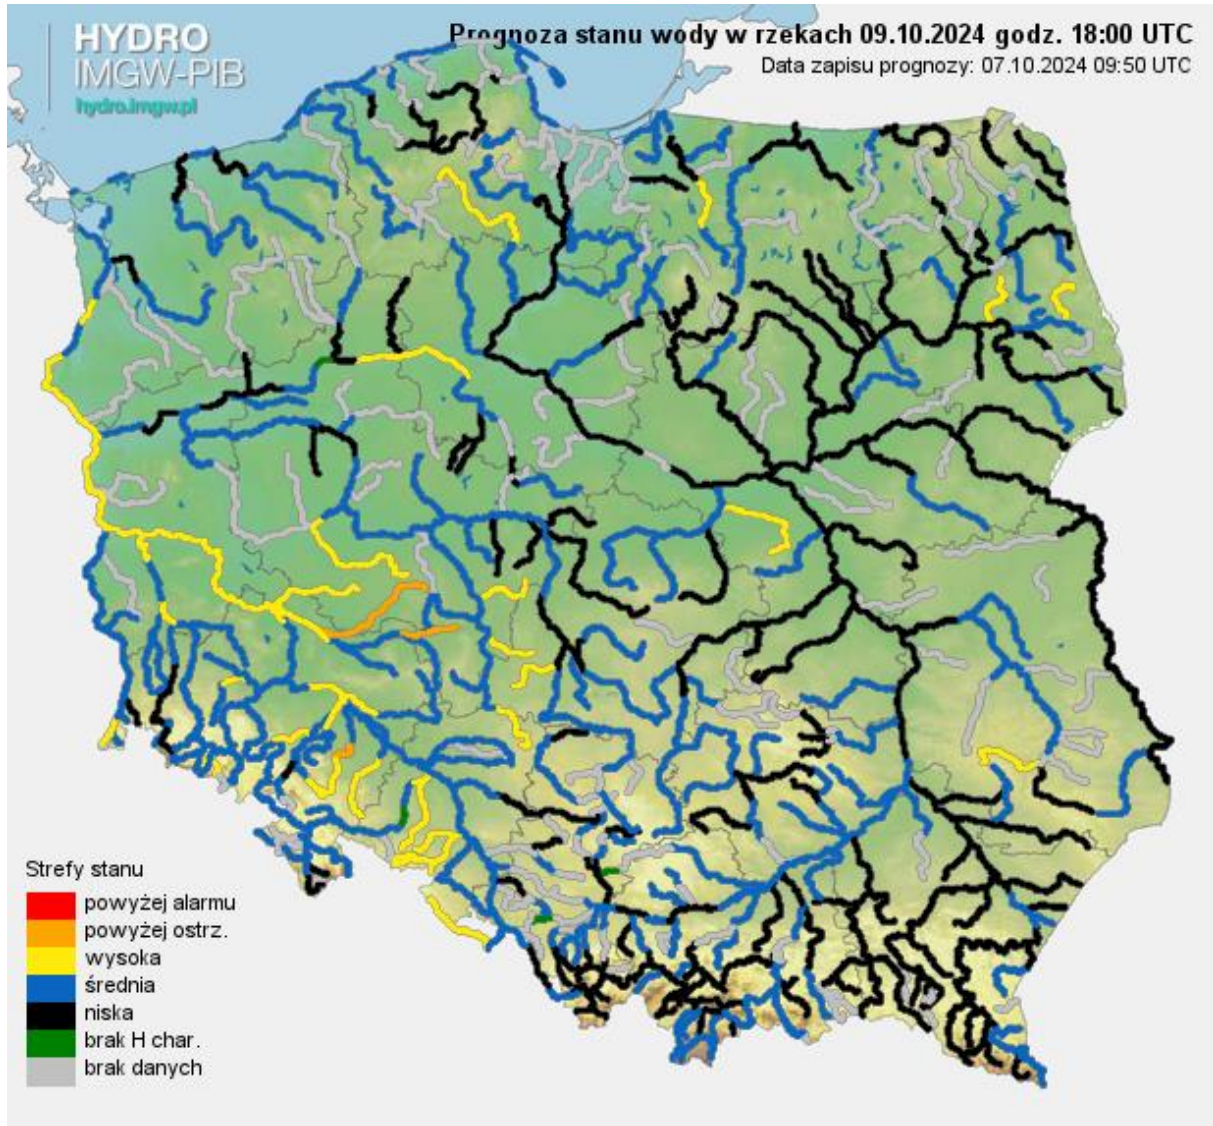 HYDRO
IMGW-PIB
hydro.imgw.pl
Prognoza stanu wody w rzekach 09.10.2024 godz. 18:00 UTC
Data zapisu prognozy: 07.10.2024 09:50 UTC
Strefy stanu
powyżej alarmu
powyżej ostrz.
wysoka
średnia
niska
brak H char.
brak danych